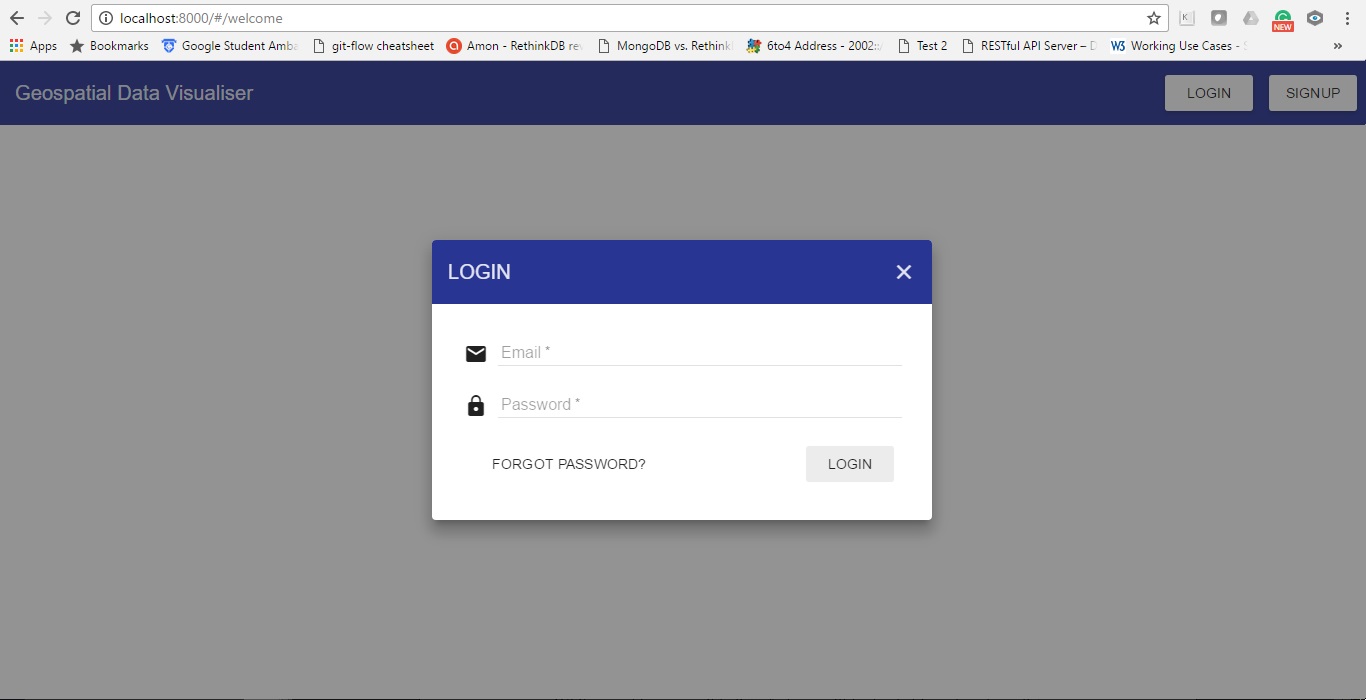 localhost:8000/#/welcome
NEW
Apps Bookmarks Google Student Amba git-flow cheatsheet Amon - RethinkDB re MongoDB vs. Rethink 6to4 Address - 2002:: Test 2 RESTful API Server – D W3 Working Use Cases - S »
Geospatial Data Visualiser LOGIN SIGNUP
LOGIN
Email *
Password *
FORGOT PASSWORD? LOGIN